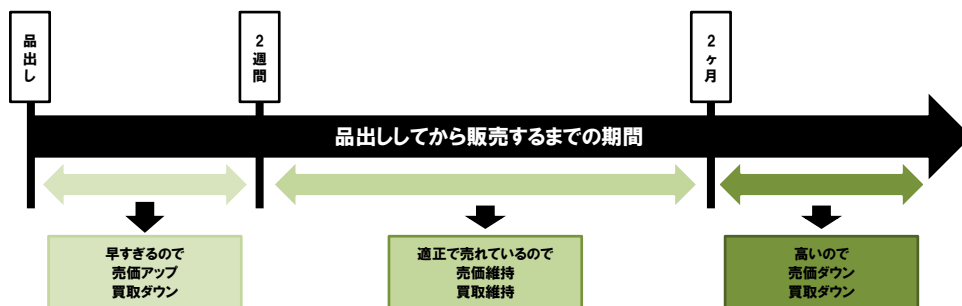 品出し
2週間
2ヶ月
品出ししてから販売するまでの期間
早すぎるので
売価アップ
買取ダウン
適正で売れているので
売価維持
買取維持
高いので
売価ダウン
買取ダウン